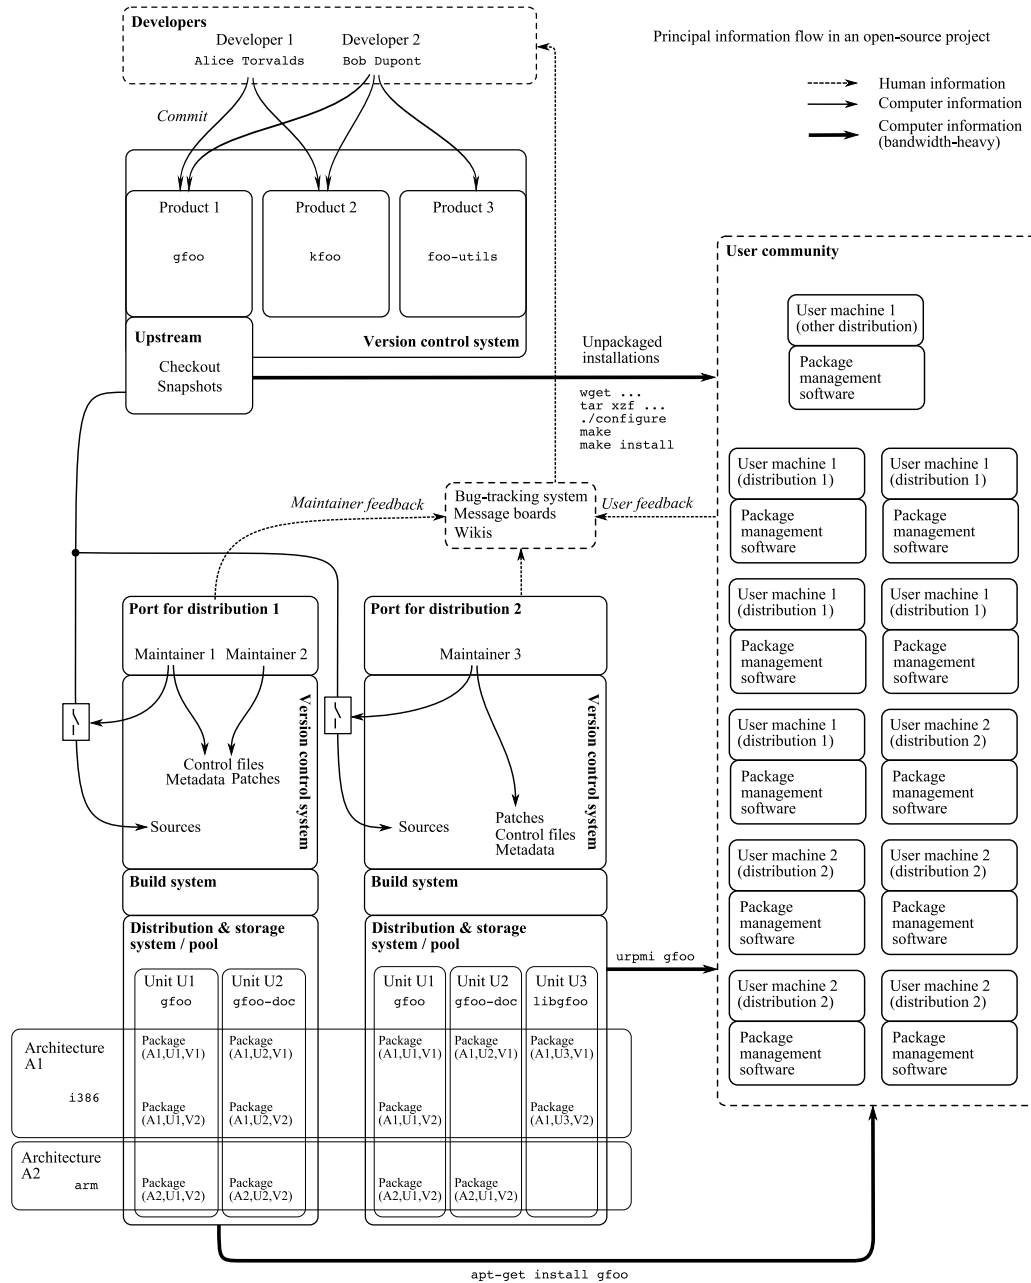 Developers
Developer 1
Alice Torvalds
Developer 2
Bob Dupont
Principal information flow in an open-source project
Human information
Computer information
Computer information
(bandwidth-heavy)
Commit
Product 1
gfoo
Product 2
kfoo
Product 3
foo-utils
Upstream
Version control system
Checkout
Snapshots
Unpackaged
installations
wget ...
tar xzf ...
./configure
make
make install
User community
User machine 1
(other distribution)
Package
management
software
User machine 1
(distribution 1)
Package
management
software
User machine 1
(distribution 1)
Package
management
software
User machine 1
(distribution 1)
Package
management
software
User machine 1
(distribution 1)
Package
management
software
User machine 1
(distribution 1)
Package
management
software
User machine 2
(distribution 2)
Package
management
software
User machine 2
(distribution 2)
Package
management
software
User machine 2
(distribution 2)
Package
management
software
User machine 2
(distribution 2)
Package
management
software
User machine 2
(distribution 2)
Package
management
software
Maintainer feedback
Bug-tracking system
Message boards
Wikis
User feedback
Port for distribution 1
Maintainer 1
Maintainer 2
Version control system
Control files
Metadata
Patches
Sources
Build system
Distribution & storage
system / pool
Unit U1
gfoo
Unit U2
gfoo-doc
Port for distribution 2
Maintainer 3
Version control system
Sources
Patches
Control files
Metadata
Build system
Distribution & storage
system / pool
Unit U1
gfoo
Unit U2
gfoo-doc
Unit U3
libgfoo
urpmi gfoo
Architecture
A1
i386
Package
(A1,U1,V1)
Package
(A1,U2,V1)
Package
(A1,U1,V1)
Package
(A1,U2,V1)
Package
(A1,U3,V1)
Package
(A1,U1,V2)
Package
(A1,U2,V2)
Package
(A1,U1,V2)
Package
(A1,U3,V2)
Architecture
A2
arm
Package
(A2,U1,V2)
Package
(A2,U2,V2)
Package
(A2,U1,V2)
Package
(A2,U1,V2)
apt-get install gfoo